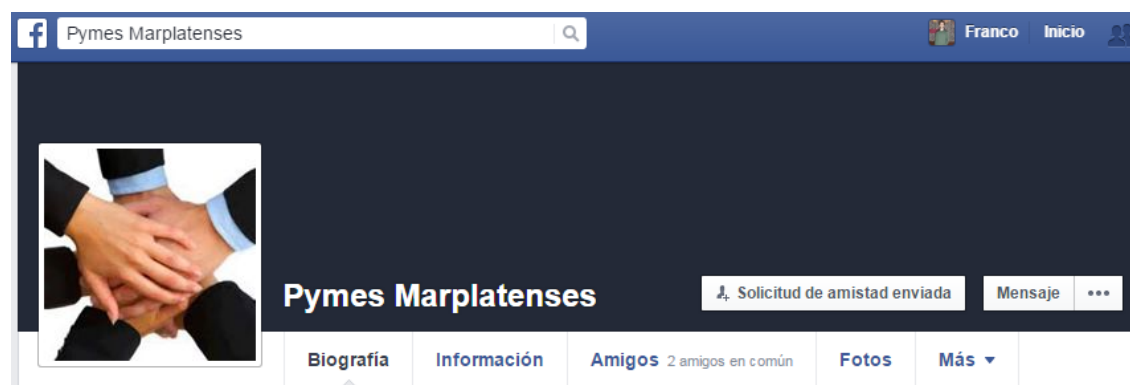 f Pymes Marplatenses Franco Inicio
Pymes Marplatenses Solicitud de amistad enviada Mensaje •••
Biografía Información Amigos 2 amigos en común Fotos Más